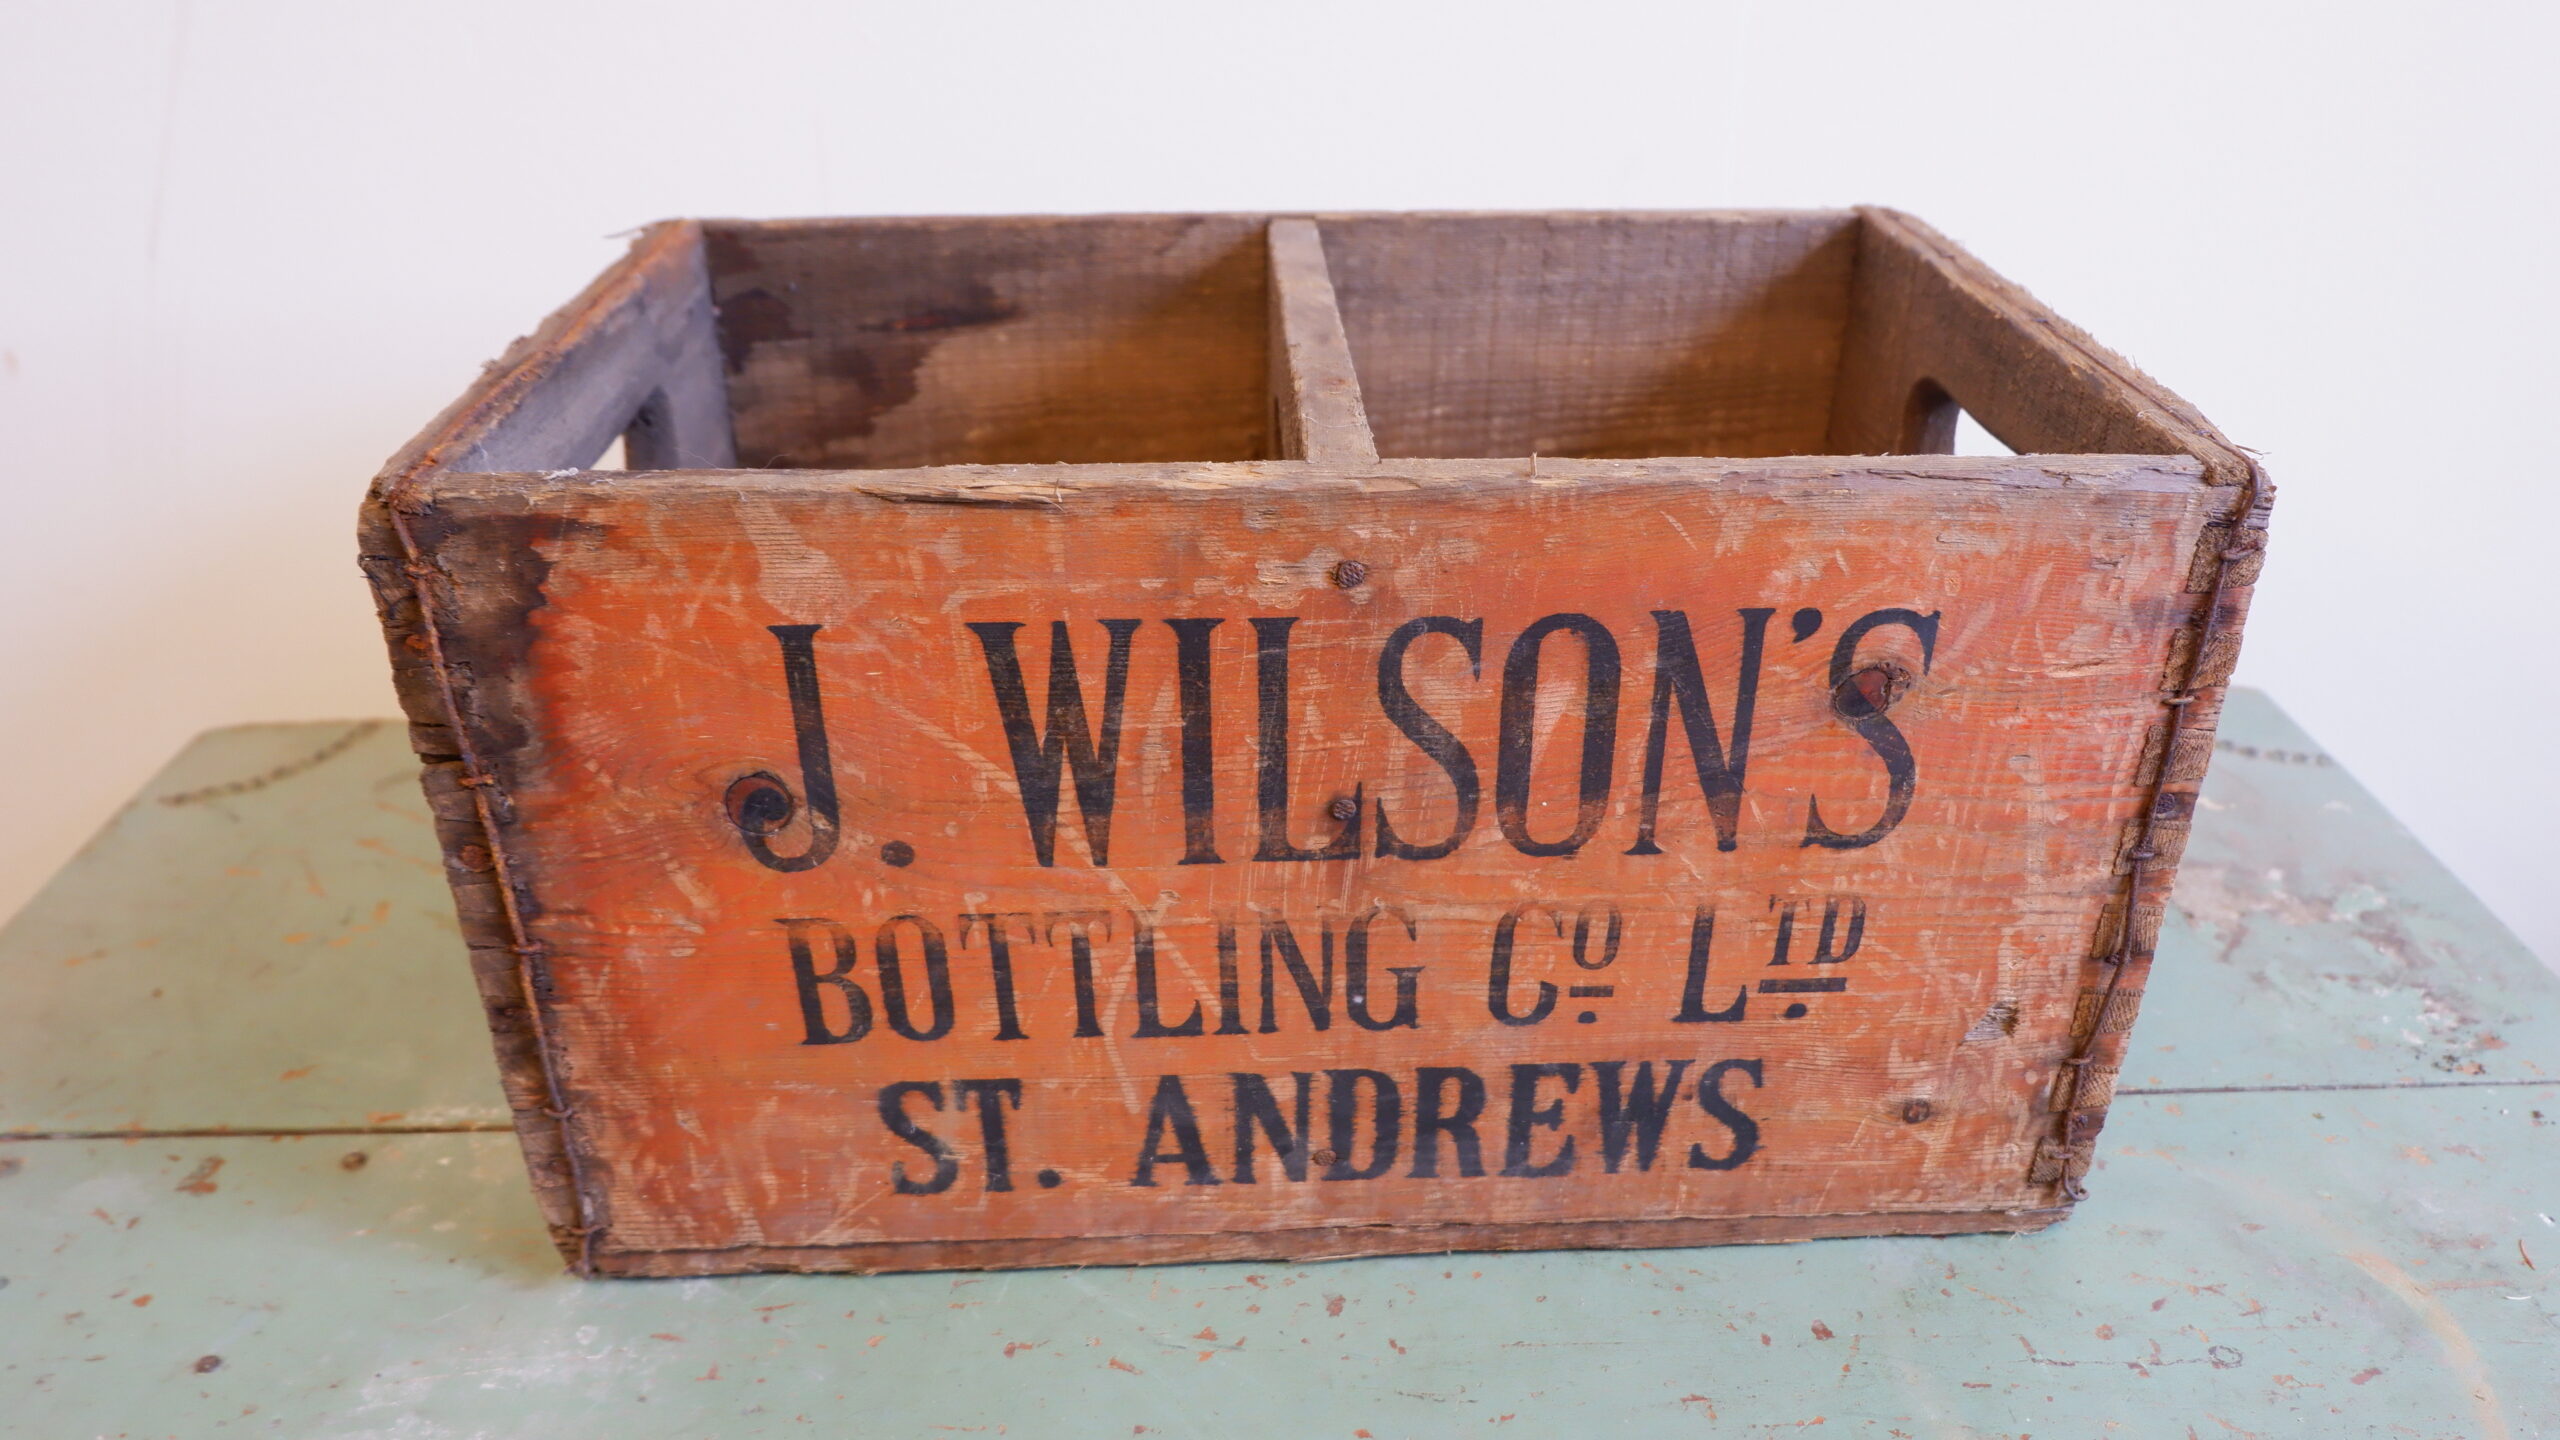 J. WILSON'S
BOTTLING CO. LTD.
ST. ANDREWS